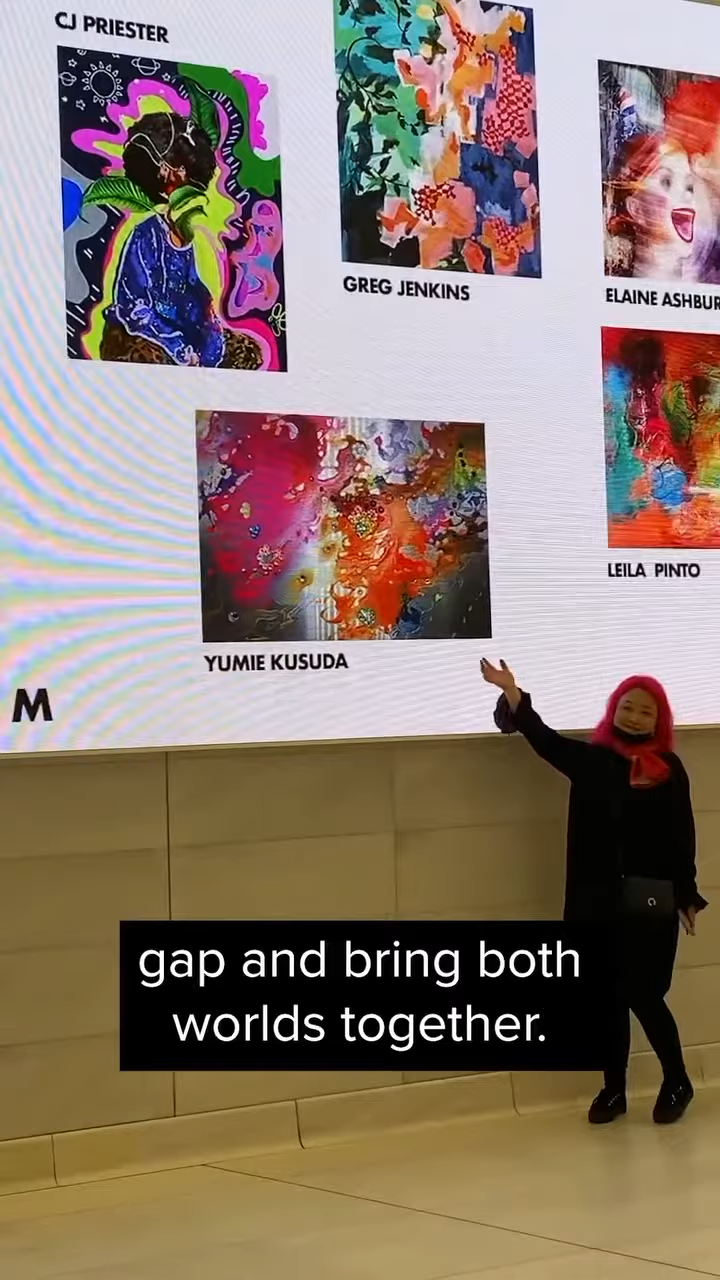 CJ PRIESTER
GREG JENKINS
ELAINE ASHBUR
YUMIE KUSUDA
LEILA PINTO
M
gap and bring both
worlds together.